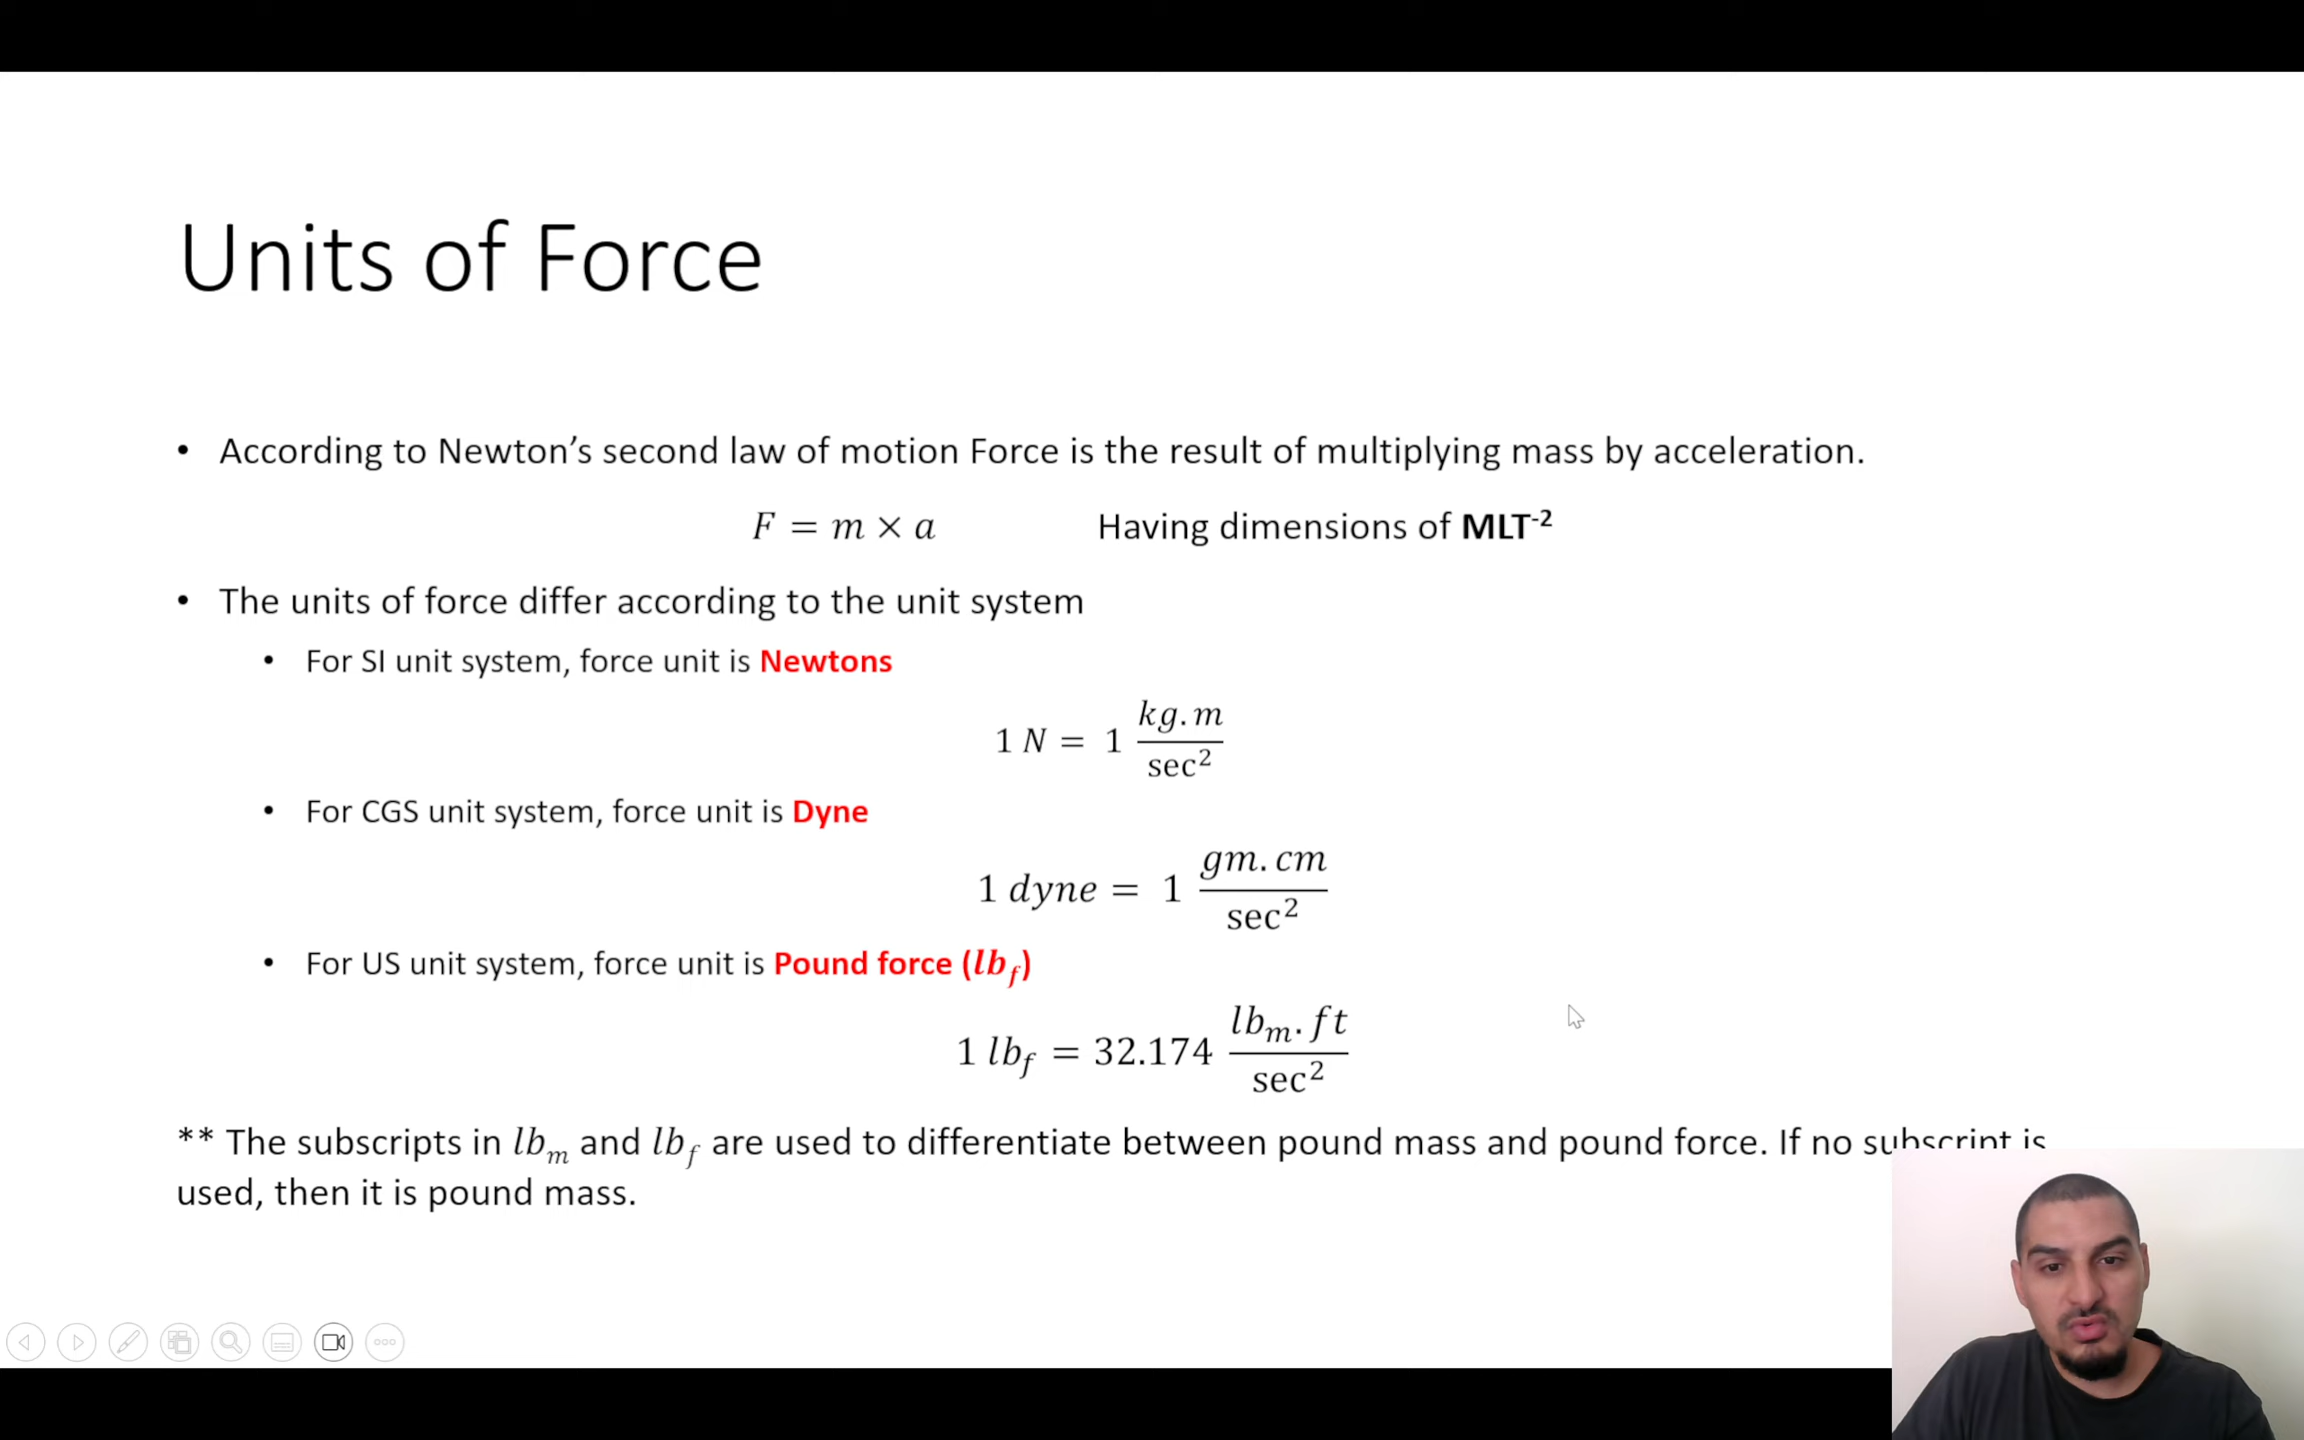 Units of Force
• According to Newton’s second law of motion Force is the result of multiplying mass by acceleration.
F = m × a Having dimensions of MLT⁻²
• The units of force differ according to the unit system
• For SI unit system, force unit is Newtons
1 N = 1 kg.m / sec²
• For CGS unit system, force unit is Dyne
1 dyne = 1 gm.cm / sec²
• For US unit system, force unit is Pound force (lb_f)
1 lb_f = 32.174 lb_m.ft / sec²
** The subscripts in lb_m and lb_f are used to differentiate between pound mass and pound force. If no subscript is
used, then it is pound mass.